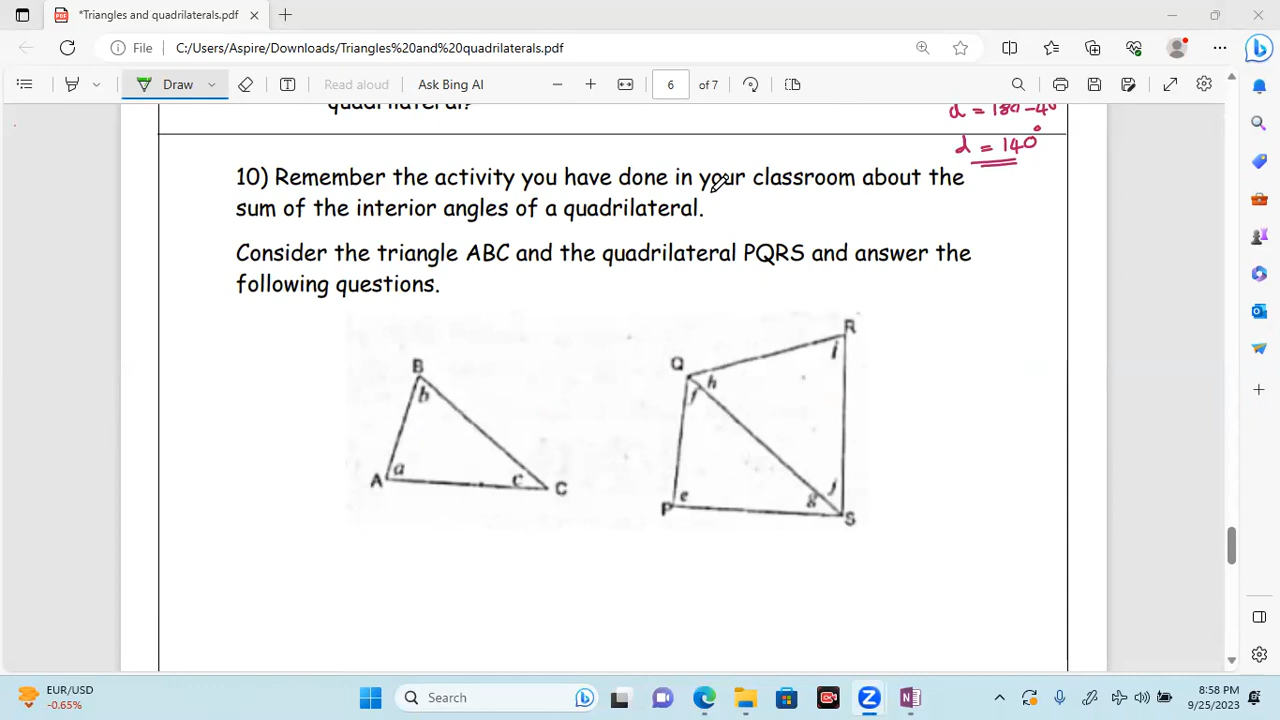 *Triangles and quadrilaterals.pdf
File
C:/Users/Aspire/Downloads/Triangles%20and%20quadrilaterals.pdf
Draw
Read aloud
Ask Bing AI
6 of 7
quadrilateral?
d = 180 - 40
d = 140°
10) Remember the activity you have done in your classroom about the
sum of the interior angles of a quadrilateral.
Consider the triangle ABC and the quadrilateral PQRS and answer the
following questions.
B
b
A
a
c
C
R
i
Q
h
f
j
g
e
P
S
EUR/USD
-0.65%
Search
8:58 PM
9/25/2023